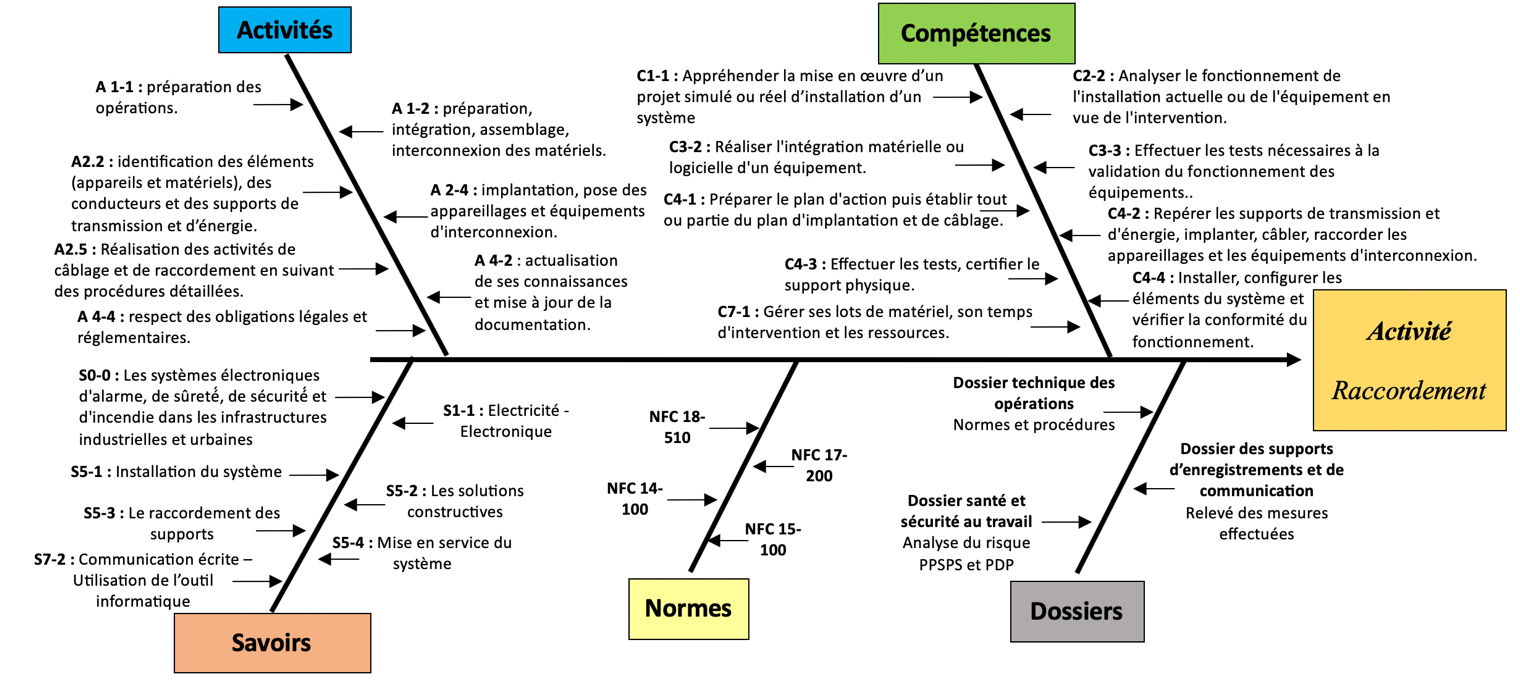 Activités
A 1-1 : préparation des
opérations.
A 1-2 : préparation,
intégration, assemblage,
interconnexion des matériels.
A2.2 : identification des éléments
(appareils et matériels), des
conducteurs et des supports de
transmission et d’énergie.
A 2-4 : implantation, pose des
appareillages et équipements
d'interconnexion.
A2.5 : Réalisation des activités de
câblage et de raccordement en suivant
des procédures détaillées.
A 4-2 : actualisation
de ses connaissances
et mise à jour de la
documentation.
A 4-4 : respect des obligations légales et
réglementaires.
Compétences
C1-1 : Appréhender la mise en œuvre d’un
projet simulé ou réel d’installation d’un
système
C2-2 : Analyser le fonctionnement de
l'installation actuelle ou de l'équipement en
vue de l'intervention.
C3-2 : Réaliser l'intégration matérielle ou
logicielle d'un équipement.
C3-3 : Effectuer les tests nécessaires à la
validation du fonctionnement des
équipements..
C4-1 : Préparer le plan d'action puis établir tout
ou partie du plan d'implantation et de câblage.
C4-2 : Repérer les supports de transmission et
d'énergie, implanter, câbler, raccorder les
appareillages et les équipements d'interconnexion.
C4-3 : Effectuer les tests, certifier le
support physique.
C4-4 : Installer, configurer les
éléments du système et
vérifier la conformité du
fonctionnement.
C7-1 : Gérer ses lots de matériel, son temps
d'intervention et les ressources.
Activité
Raccordement
S0-0 : Les systèmes électroniques
d'alarme, de sûreté, de sécurité et
d'incendie dans les infrastructures
industrielles et urbaines
S1-1 : Electricité -
Electronique
S5-1 : Installation du système
S5-2 : Les solutions
constructives
S5-3 : Le raccordement des
supports
S5-4 : Mise en service du
système
S7-2 : Communication écrite –
Utilisation de l’outil
informatique
Savoirs
NFC 18-
510
NFC 17-
200
NFC 14-
100
NFC 15-
100
Normes
Dossier technique des
opérations
Normes et procédures
Dossier des supports
d’enregistrements et de
communication
Relevé des mesures
effectuées
Dossier santé et
sécurité au travail
Analyse du risque
PPSPS et PDP
Dossiers